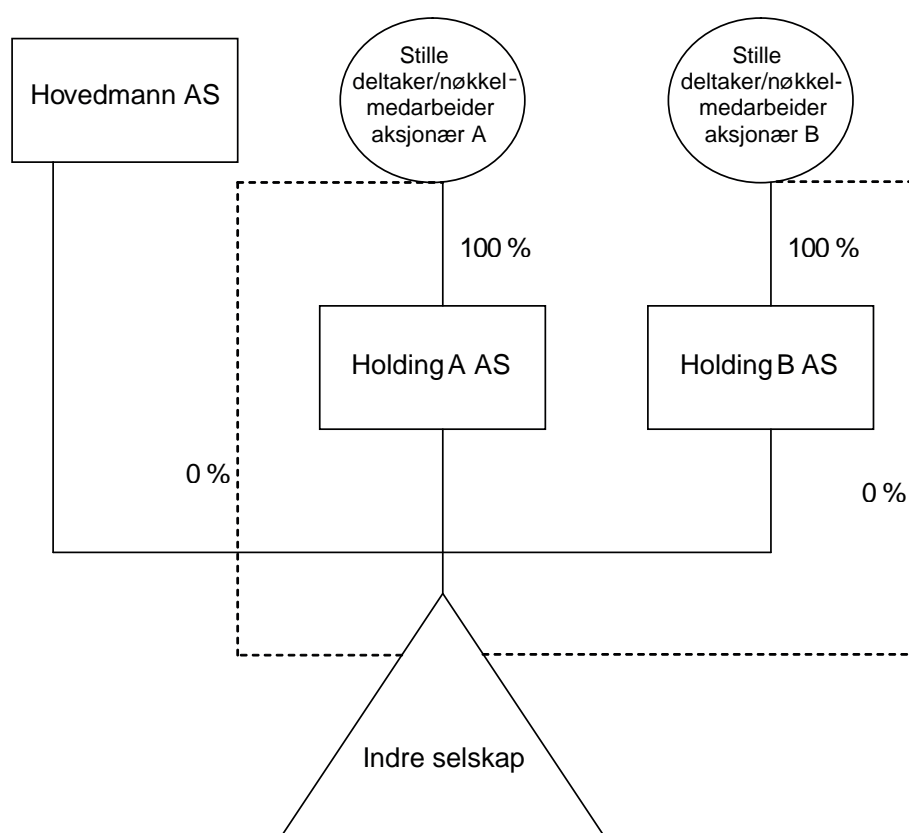 Hovedmann AS
Stille
deltaker/nøkkel-
medarbeider
aksjonær A
Stille
deltaker/nøkkel-
medarbeider
aksjonær B
100 %
100 %
Holding A AS
Holding B AS
0 %
0 %
Indre selskap